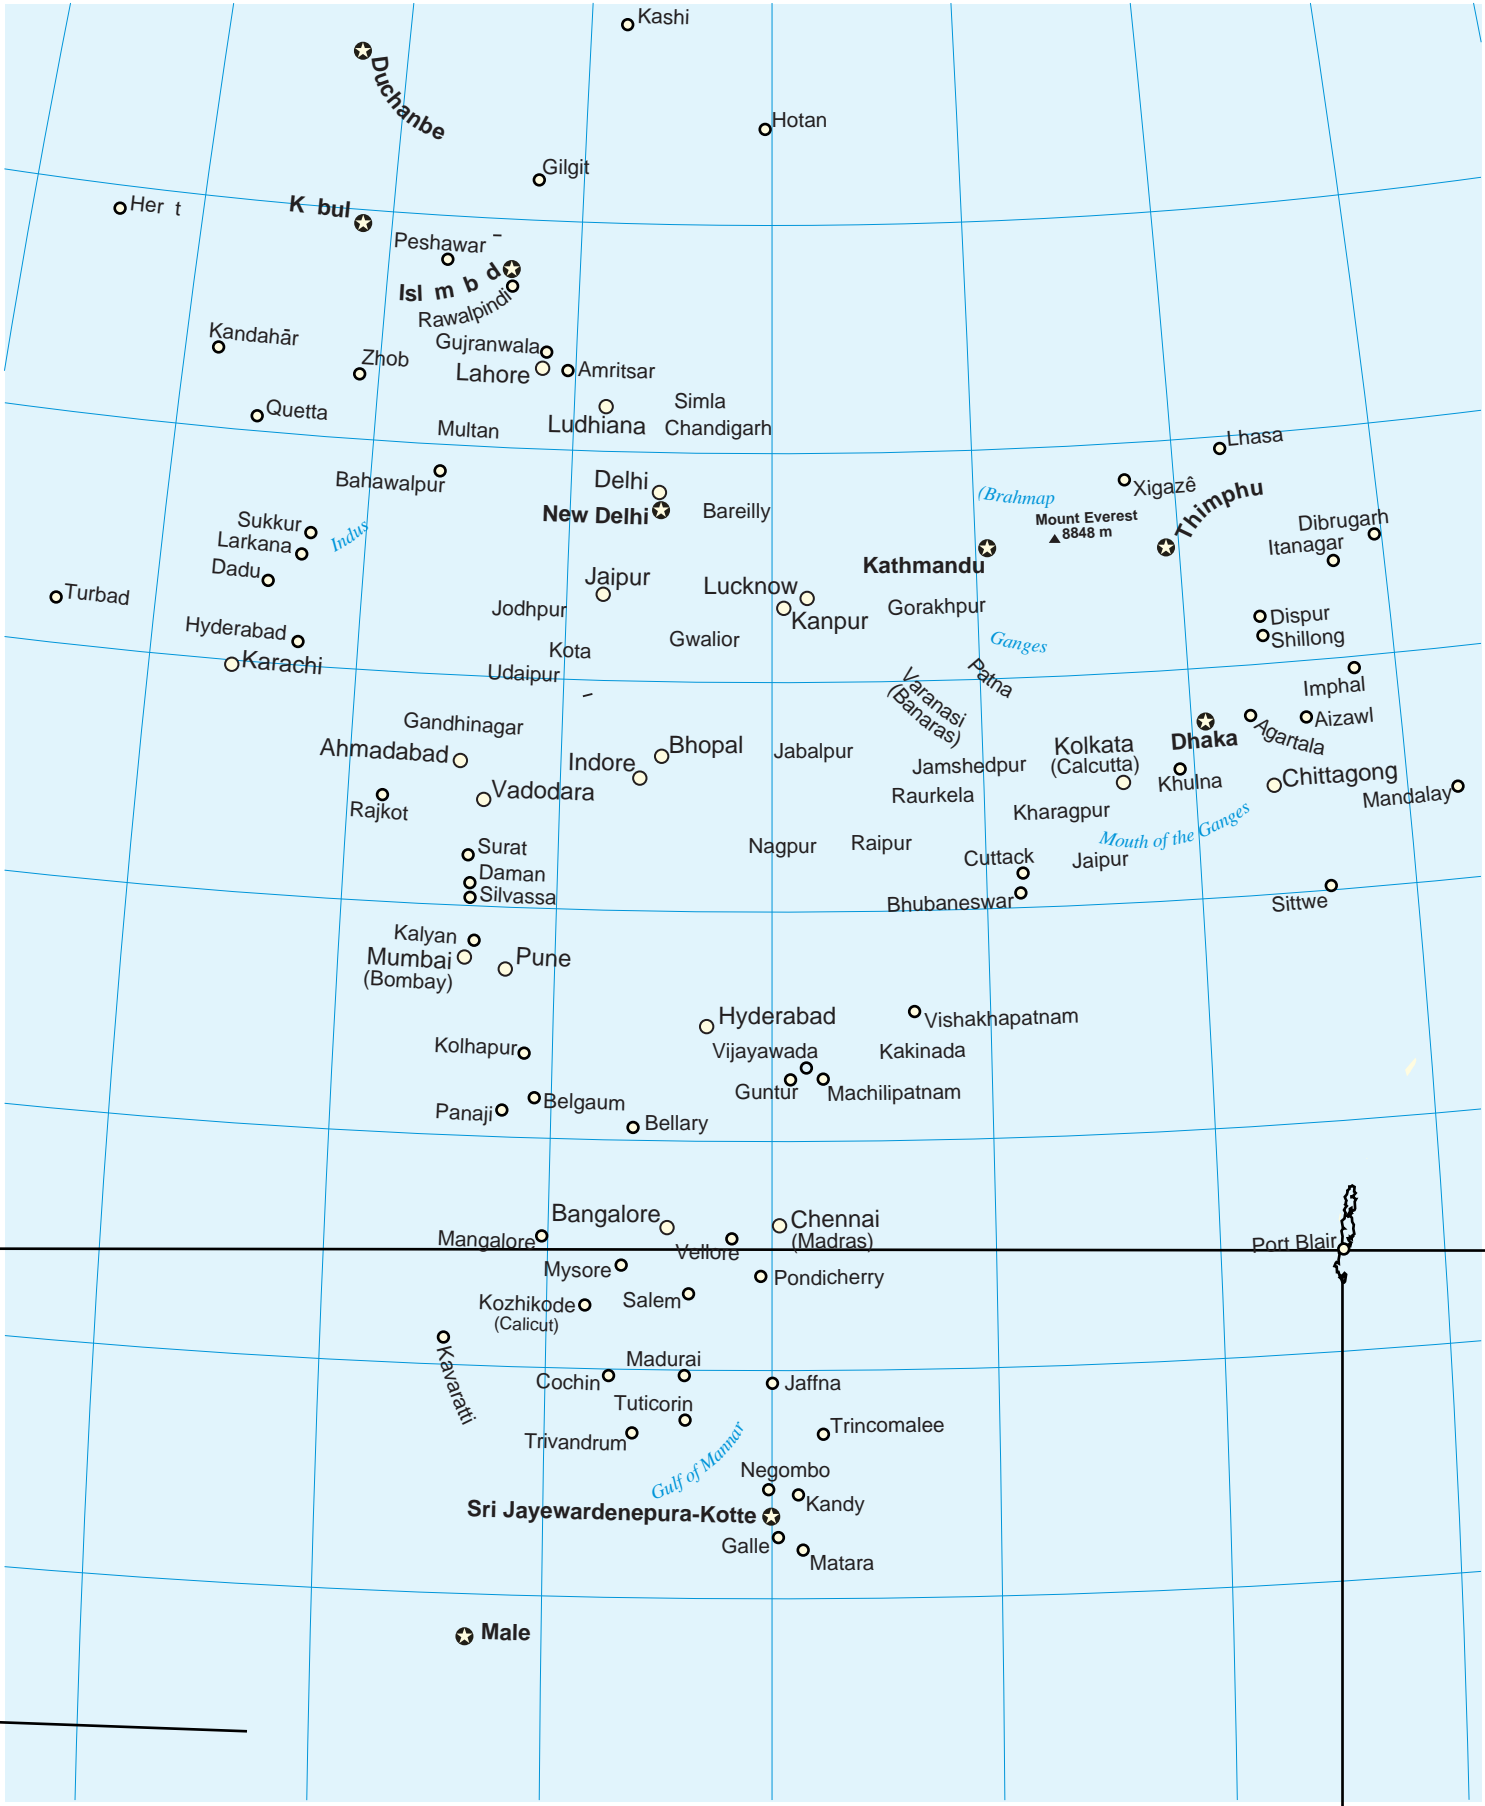 Kashi
Duchanbe
Hotan
Gilgit
Her t
K bul
Peshawar
Isl m b d
Rawalpindi
Kandahār
Gujranwala
Zhob
Lahore
Amritsar
Quetta
Simla
Multan
Ludhiana
Chandigarh
Lhasa
Bahawalpur
Delhi
Xigazê
(Brahmap
Thimphu
New Delhi
Bareilly
Sukkur
Indus
Mount Everest
8848 m
Dibrugarh
Larkana
Itanagar
Dadu
Kathmandu
Jaipur
Lucknow
Turbad
Jodhpur
Gorakhpur
Kanpur
Dispur
Hyderabad
Shillong
Kota
Gwalior
Ganges
Karachi
Udaipur
Patna
Varanasi
(Banaras)
Imphal
Gandhinagar
Aizawl
Agartala
Ahmadabad
Bhopal
Jabalpur
Kolkata
(Calcutta)
Dhaka
Indore
Jamshedpur
Khulna
Chittagong
Vadodara
Raurkela
Mandalay
Rajkot
Kharagpur
Mouth of the Ganges
Surat
Nagpur
Raipur
Cuttack
Jaipur
Daman
Silvassa
Bhubaneswar
Sittwe
Kalyan
Mumbai
(Bombay)
Pune
Hyderabad
Vishakhapatnam
Kolhapur
Vijayawada
Kakinada
Guntur
Machilipatnam
Belgaum
Panaji
Bellary
Bangalore
Chennai
(Madras)
Mangalore
Vellore
Port Blair
Mysore
Pondicherry
Kozhikode
(Calicut)
Salem
Kavaratti
Madurai
Cochin
Jaffna
Tuticorin
Trincomalee
Trivandrum
Gulf of Mannar
Negombo
Kandy
Sri Jayewardenepura-Kotte
Galle
Matara
Male